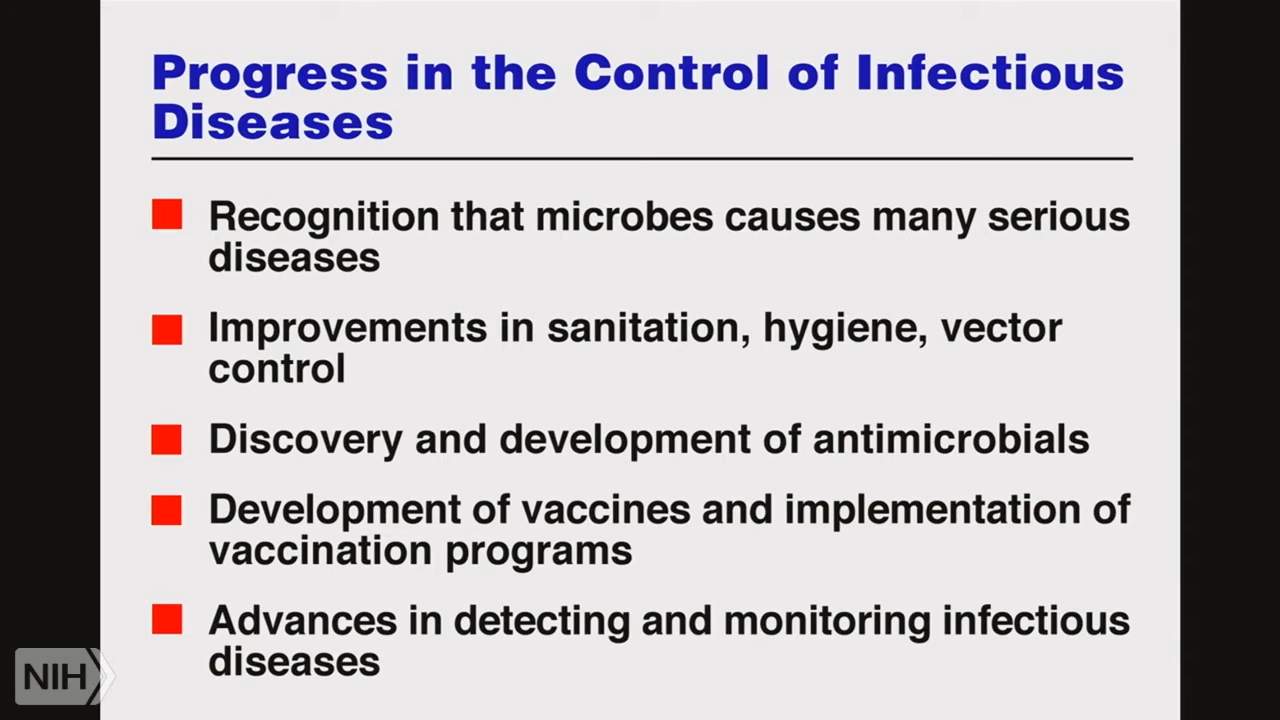 Progress in the Control of Infectious
Diseases
Recognition that microbes causes many serious
diseases
Improvements in sanitation, hygiene, vector
control
Discovery and development of antimicrobials
Development of vaccines and implementation of
vaccination programs
Advances in detecting and monitoring infectious
diseases
NIH